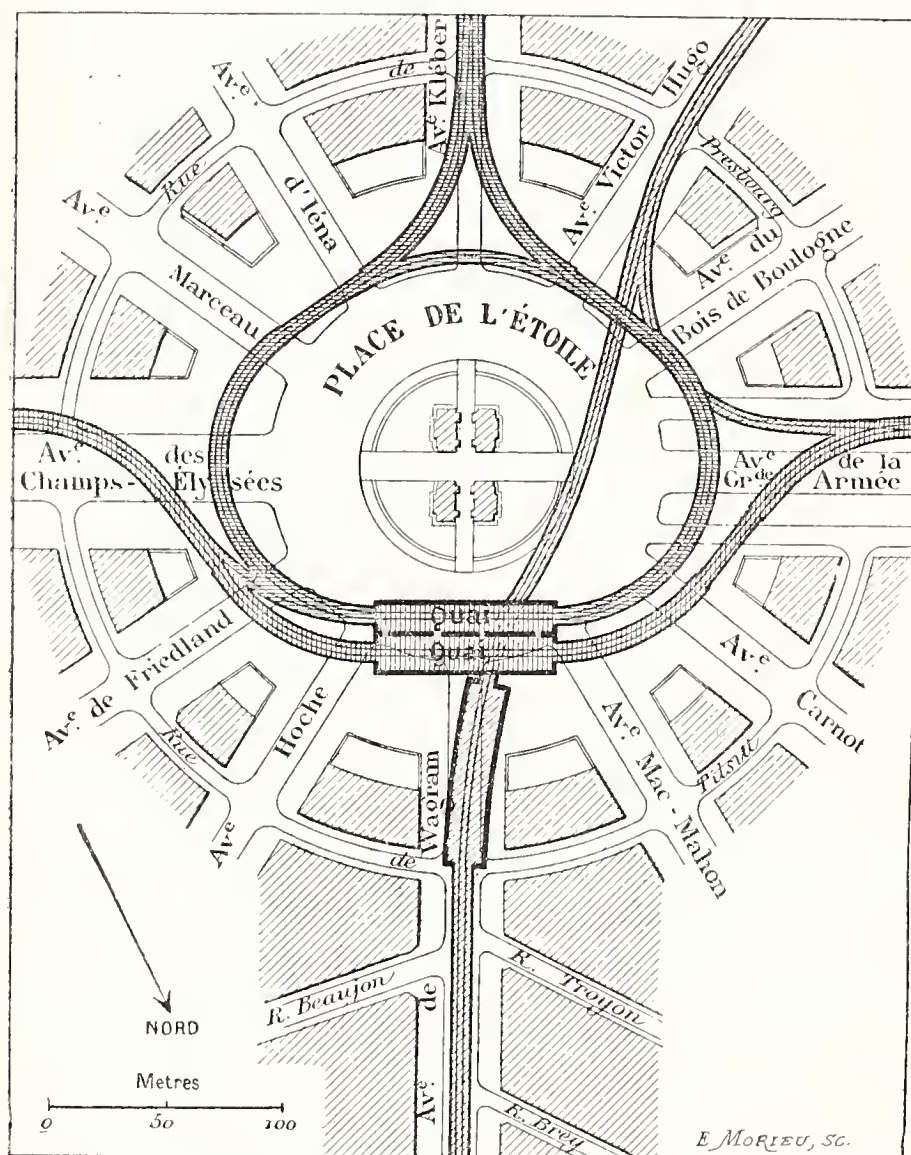 Av.e Kléber
de
Av.e
Rue
d'Iéna
Av.e Victor Hugo
Presbourg
Av.e
Marceau
Av.e du
Bois de Boulogne
PLACE DE L'ÉTOILE
Av.e des
Champs-Élysées
Av.e de la
Gr.de Armée
Quai
Quai
Av.e de Friedland
Rue
Av.e Hoche
Av.e
Carnot
Av.e Mac-Mahon
Tilsitt
Wagram
de
R. Beaujon
R. Troyon
Av.e de
R. Brey
NORD
Metres
0 50 100
E. MORIEU, SC.